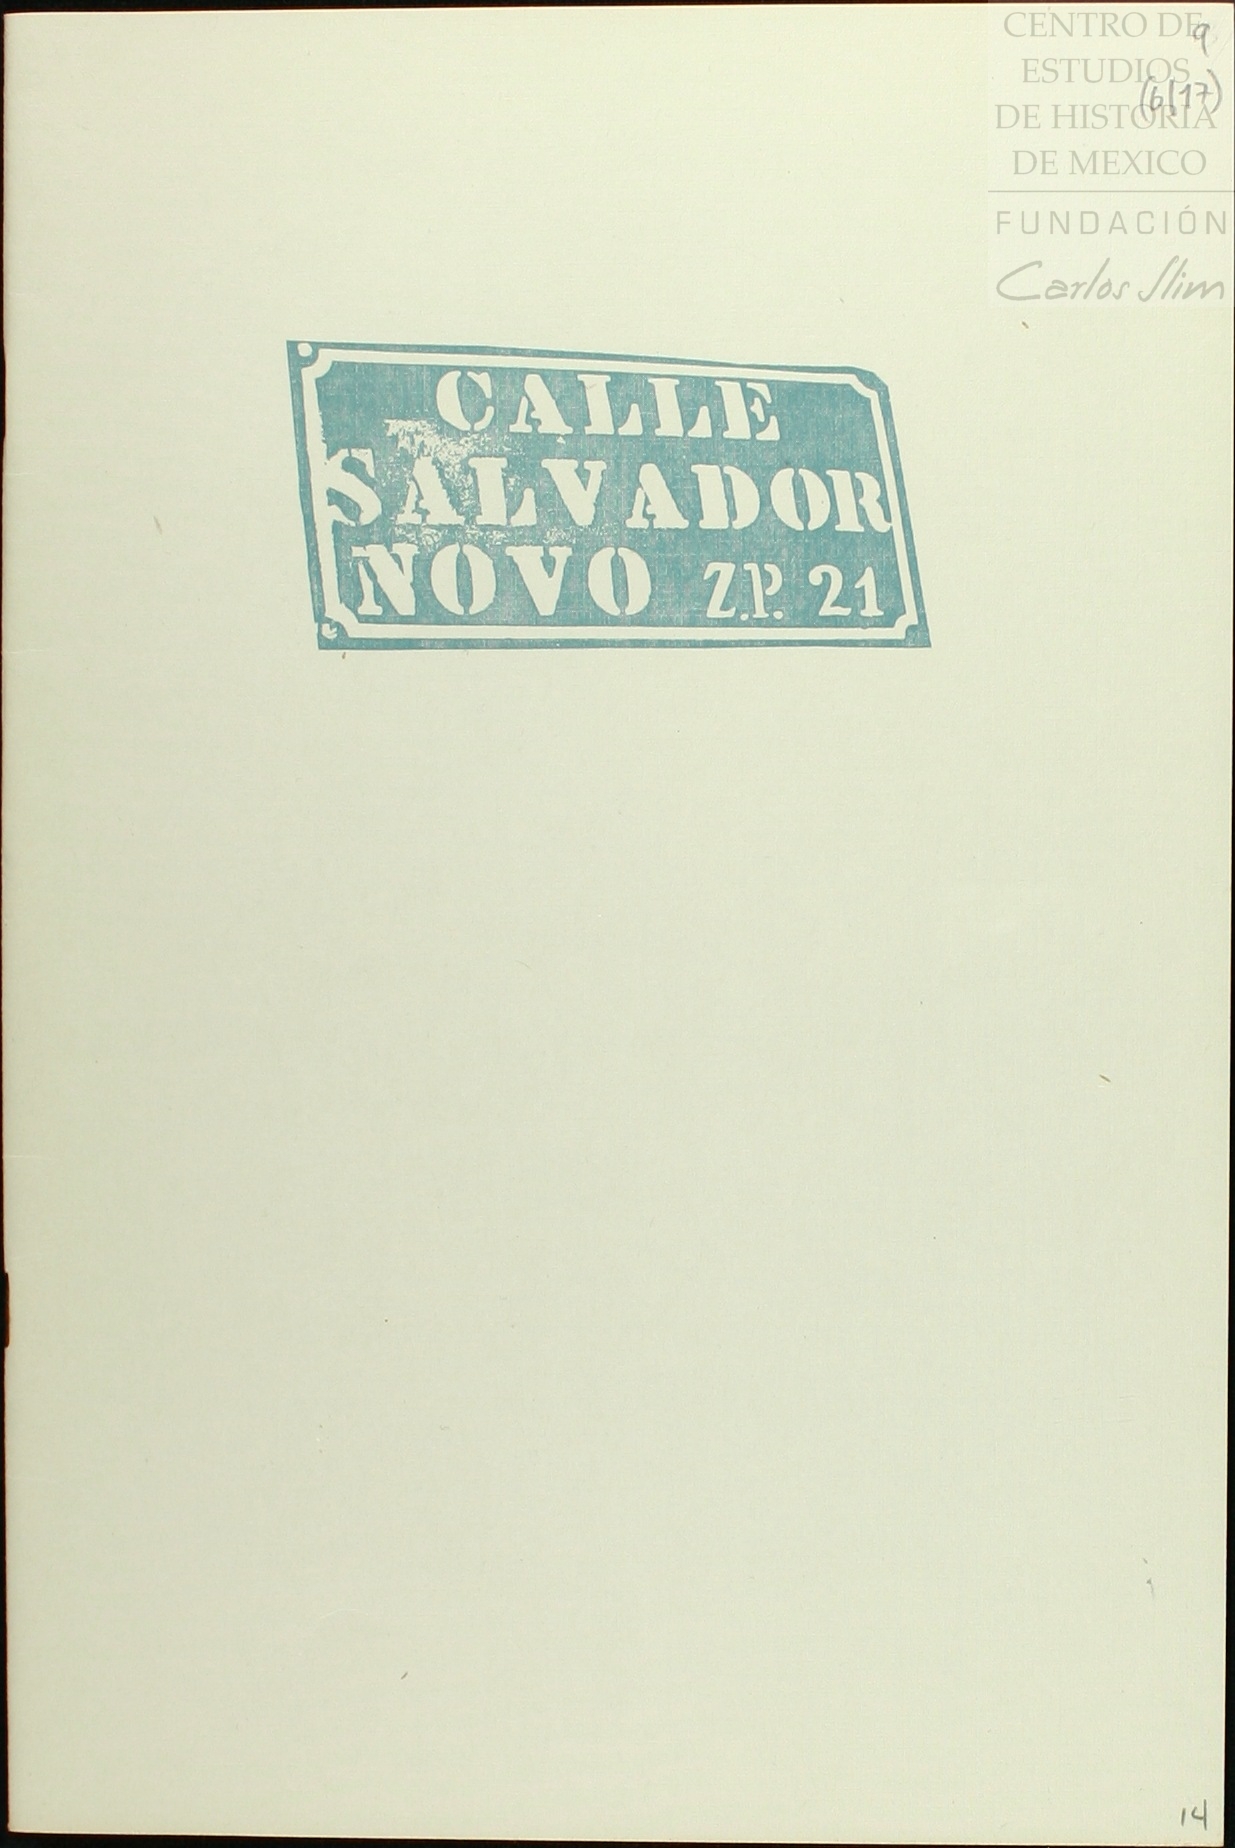 CENTRO DE
ESTUDIOS
DE HISTORIA
DE MEXICO
FUNDACIÓN
Carlos Slim
9
(6/17)
CALLE
SALVADOR
NOVO Z.P. 21
14